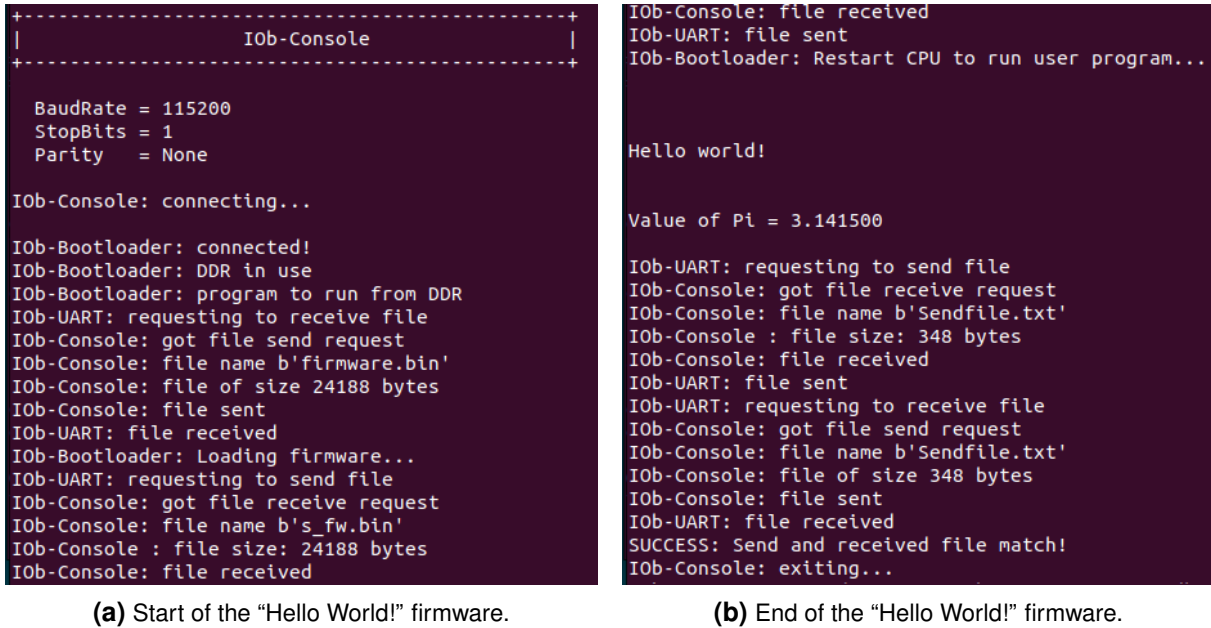 +-----------------------------------------------+
| IOb-Console |
+-----------------------------------------------+
BaudRate = 115200
StopBits = 1
Parity = None
IOb-Console: connecting...
IOb-Bootloader: connected!
IOb-Bootloader: DDR in use
IOb-Bootloader: program to run from DDR
IOb-UART: requesting to receive file
IOb-Console: got file send request
IOb-Console: file name b'firmware.bin'
IOb-Console: file of size 24188 bytes
IOb-Console: file sent
IOb-UART: file received
IOb-Bootloader: Loading firmware...
IOb-UART: requesting to send file
IOb-Console: got file receive request
IOb-Console: file name b's_fw.bin'
IOb-Console : file size: 24188 bytes
IOb-Console: file received
(a) Start of the “Hello World!” firmware.
IOb-Console: file received
IOb-UART: file sent
IOb-Bootloader: Restart CPU to run user program...
Hello world!
Value of Pi = 3.141500
IOb-UART: requesting to send file
IOb-Console: got file receive request
IOb-Console: file name b'Sendfile.txt'
IOb-Console : file size: 348 bytes
IOb-Console: file received
IOb-UART: file sent
IOb-UART: requesting to receive file
IOb-Console: got file send request
IOb-Console: file name b'Sendfile.txt'
IOb-Console: file of size 348 bytes
IOb-Console: file sent
IOb-UART: file received
SUCCESS: Send and received file match!
IOb-Console: exiting...
(b) End of the “Hello World!” firmware.